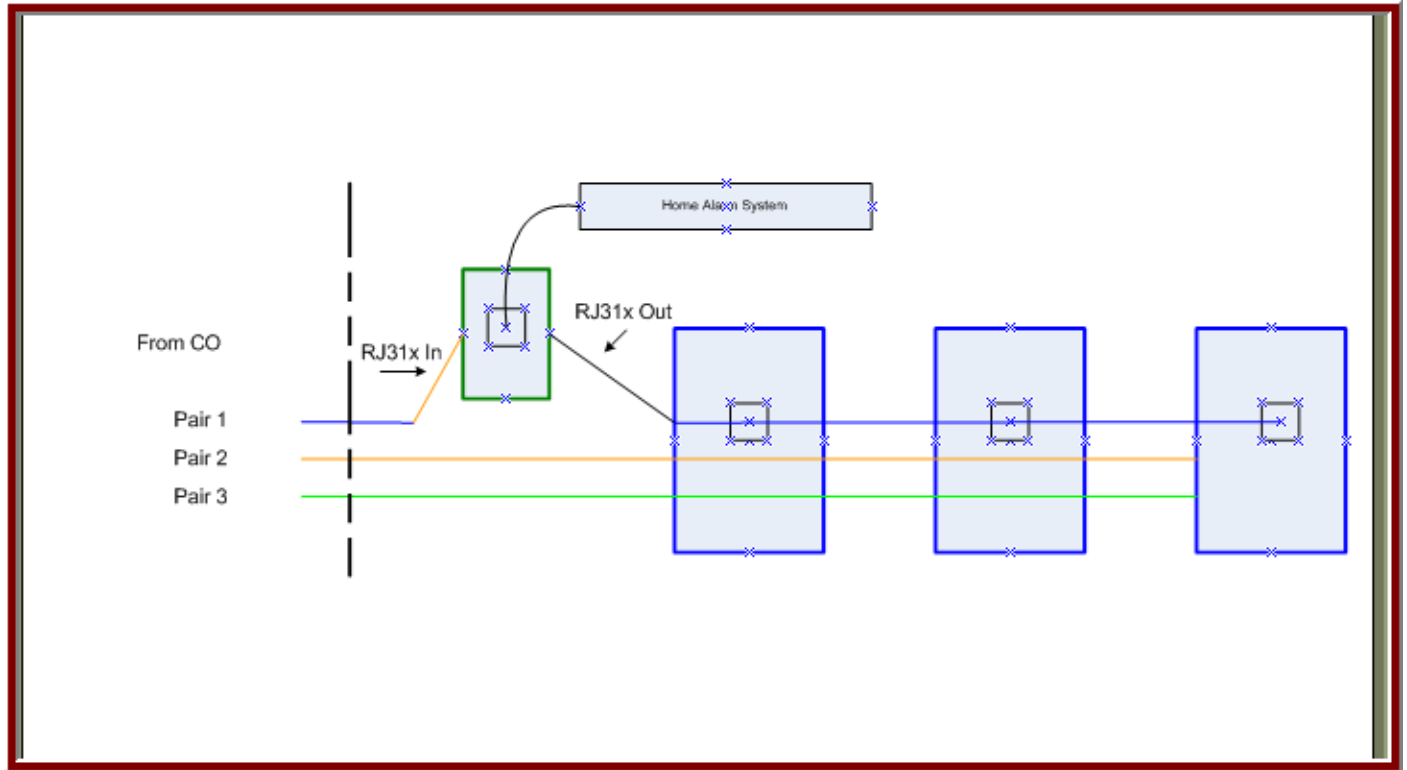 Home Alarm System
RJ31x Out
From CO
RJ31x In
Pair 1
Pair 2
Pair 3